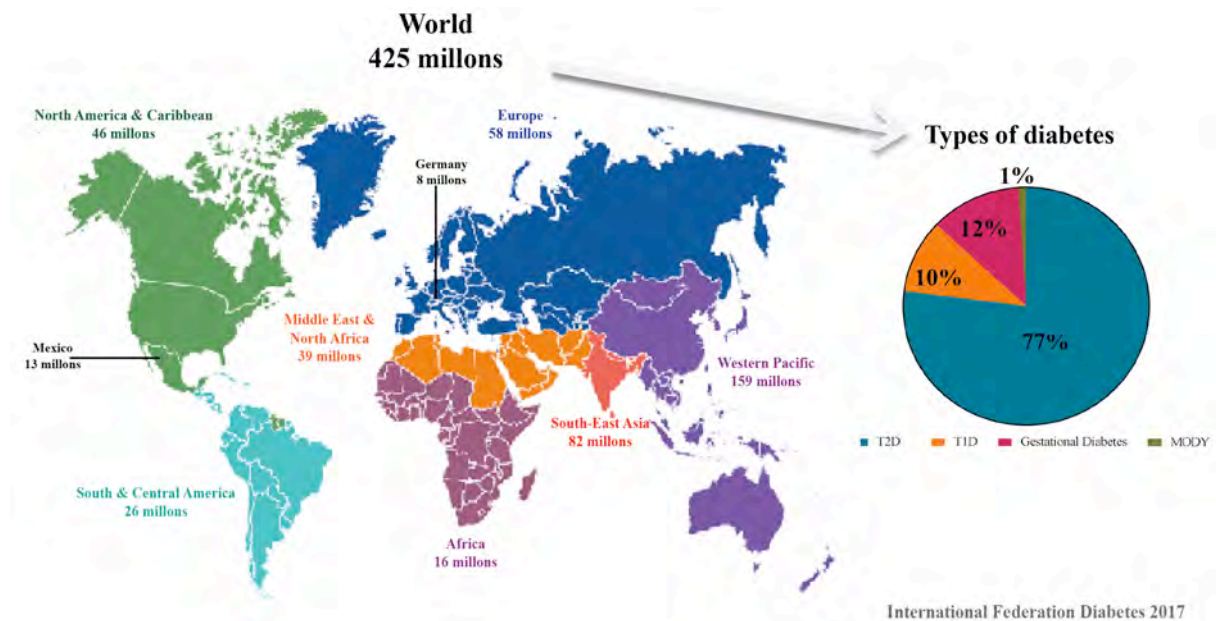 World
425 millons
North America & Caribbean
46 millons
Europe
58 millons
Germany
8 millons
Types of diabetes
1%
12%
10%
77%
Middle East &
North Africa
39 millons
Mexico
13 millons
Western Pacific
159 millons
South-East Asia
82 millons
T2D
T1D
Gestational Diabetes
MODY
South & Central America
26 millons
Africa
16 millons
International Federation Diabetes 2017